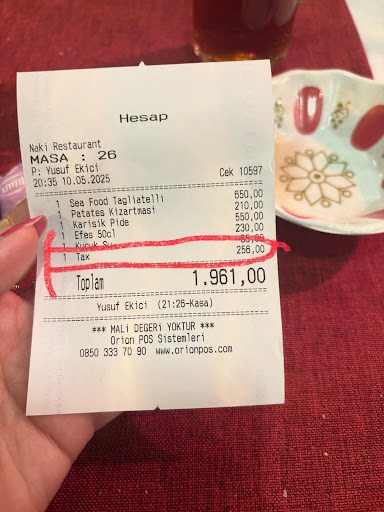 Hesap
Naki Restaurant
MASA : 26
P: Yusuf Ekici
20:35 10.05.2025 Cek 10597
1 Sea Food Tagliatelli 650,00
1 Patates Kizartmasi 210,00
1 Karisik Pide 550,00
1 Efes 50cl 230,00
1 Kucuk Su 65,00
1 Tax 256,00
Toplam 1.961,00
Yusuf Ekici (21:26-Kasa)
*** MALi DEGERi YOKTUR ***
Orion POS Sistemleri
0850 333 70 90 www.orionpos.com